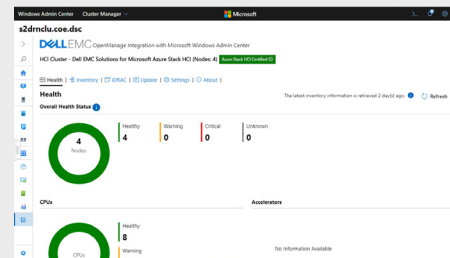 Windows Admin Center Cluster Manager Microsoft
s2drnclu.coe.dsc
DELL EMC OpenManage Integration with Microsoft Windows Admin Center
HCI Cluster - Dell EMC Solutions for Microsoft Azure Stack HCI (Nodes: 4) Azure Stack HCI Certified
Health | Inventory | iDRAC | Update | Settings | About |
Health The latest inventory information is retrieved 2 day(s) ago. Refresh
Overall Health Status
Healthy Warning Critical Unknown
4 0 0 0
4
Nodes
CPUs Accelerators
Healthy
8
Warning
CPUs
No Information Available